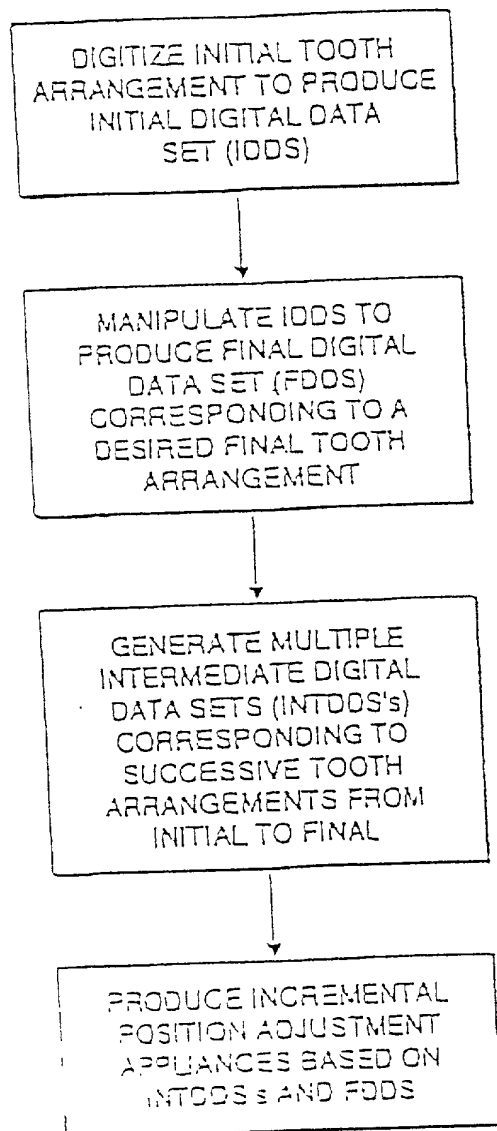 DIGITIZE INITIAL TOOTH
ARRANGEMENT TO PRODUCE
INITIAL DIGITAL DATA
SET (IDDS)
MANIPULATE IDDS TO
PRODUCE FINAL DIGITAL
DATA SET (FDDS)
CORRESPONDING TO A
DESIRED FINAL TOOTH
ARRANGEMENT
GENERATE MULTIPLE
INTERMEDIATE DIGITAL
DATA SETS (INTDDS's)
CORRESPONDING TO
SUCCESSIVE TOOTH
ARRANGEMENTS FROM
INITIAL TO FINAL
PRODUCE INCREMENTAL
POSITION ADJUSTMENT
APPLIANCES BASED ON
INTDDS's AND FDDS